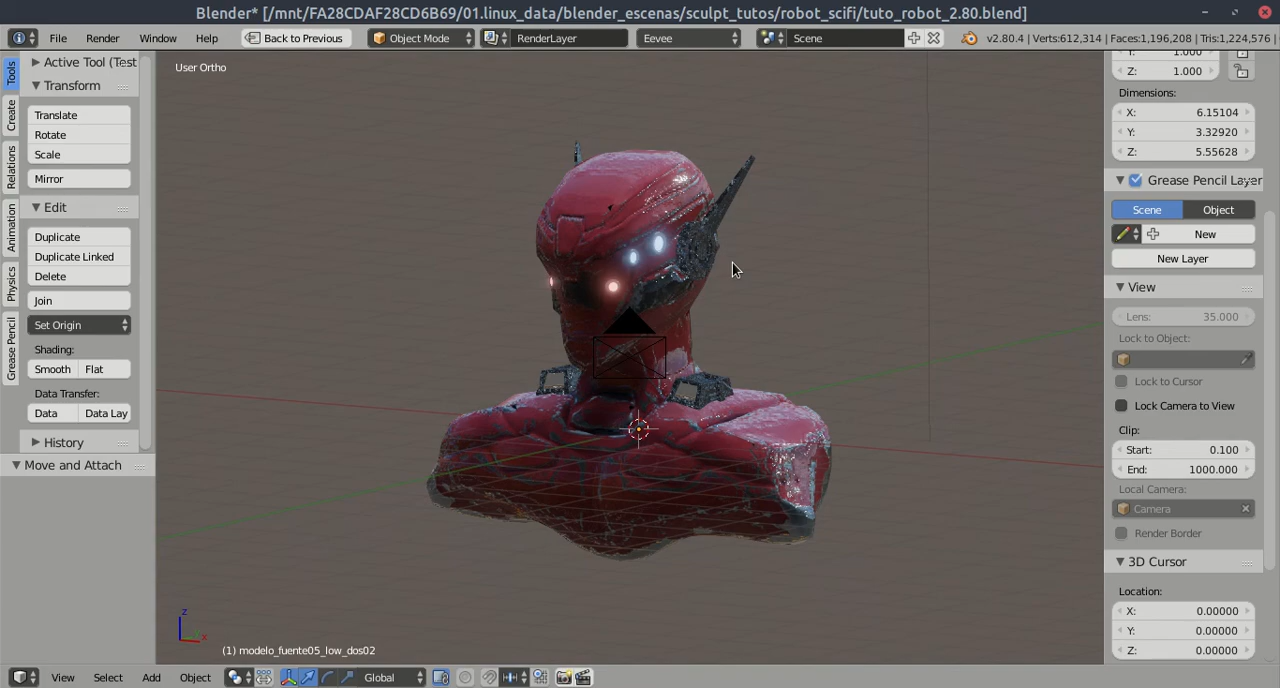 Blender* [/mnt/FA28CDAF28CD6B69/01.linux_data/blender_escenas/sculpt_tutos/robot_scifi/tuto_robot_2.80.blend]
File Render Window Help Back to Previous Object Mode RenderLayer Eevee Scene v2.80.4 | Verts:612,314 | Faces:1,196,208 | Tris:1,224,576 |
Tools
Create
Relations
Animation
Physics
Grease Pencil
Active Tool (Test
Transform
Translate
Rotate
Scale
Mirror
Edit
Duplicate
Duplicate Linked
Delete
Join
Set Origin
Shading:
Smooth Flat
Data Transfer:
Data Data Lay
History
Move and Attach
User Ortho
z
x
(1) modelo_fuente05_low_dos02
Y: 1.000
Z: 1.000
Dimensions:
X: 6.15104
Y: 3.32920
Z: 5.55628
Grease Pencil Layer
Scene Object
New
New Layer
View
Lens: 35.000
Lock to Object:
Lock to Cursor
Lock Camera to View
Clip:
Start: 0.100
End: 1000.000
Local Camera:
Camera
Render Border
3D Cursor
Location:
X: 0.00000
Y: 0.00000
Z: 0.00000
View Select Add Object Global